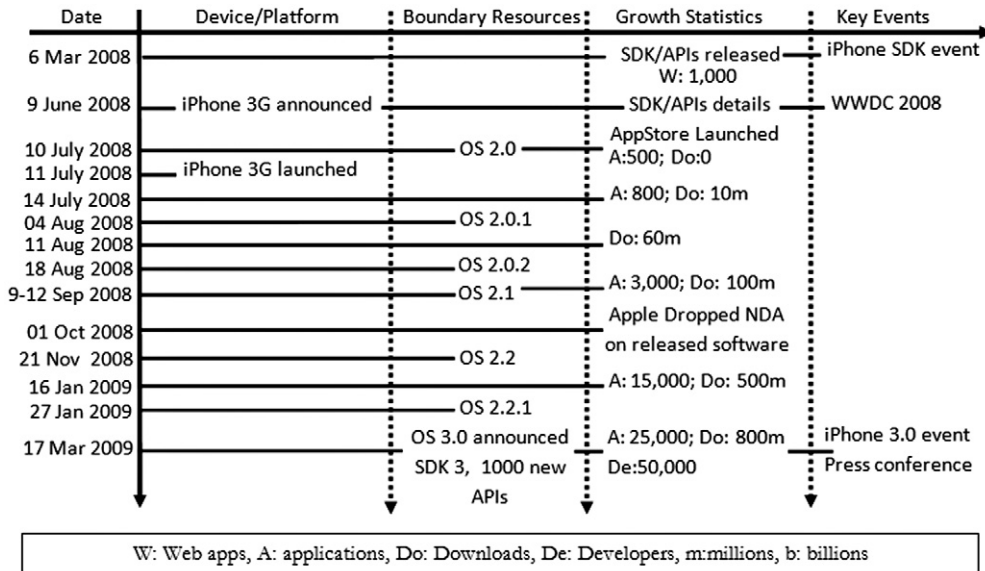 Date Device/Platform Boundary Resources Growth Statistics Key Events
6 Mar 2008 SDK/APIs released iPhone SDK event
W: 1,000
9 June 2008 iPhone 3G announced SDK/APIs details WWDC 2008
AppStore Launched
10 July 2008 OS 2.0 A:500; Do:0
11 July 2008 iPhone 3G launched
14 July 2008 A: 800; Do: 10m
04 Aug 2008 OS 2.0.1
11 Aug 2008 Do: 60m
18 Aug 2008 OS 2.0.2
A: 3,000; Do: 100m
9-12 Sep 2008 OS 2.1
Apple Dropped NDA
01 Oct 2008
on released software
21 Nov 2008 OS 2.2
16 Jan 2009 A: 15,000; Do: 500m
27 Jan 2009 OS 2.2.1
17 Mar 2009 OS 3.0 announced A: 25,000; Do: 800m iPhone 3.0 event
SDK 3, 1000 new De:50,000 Press conference
APIs
W: Web apps, A: applications, Do: Downloads, De: Developers, m:millions, b: billions